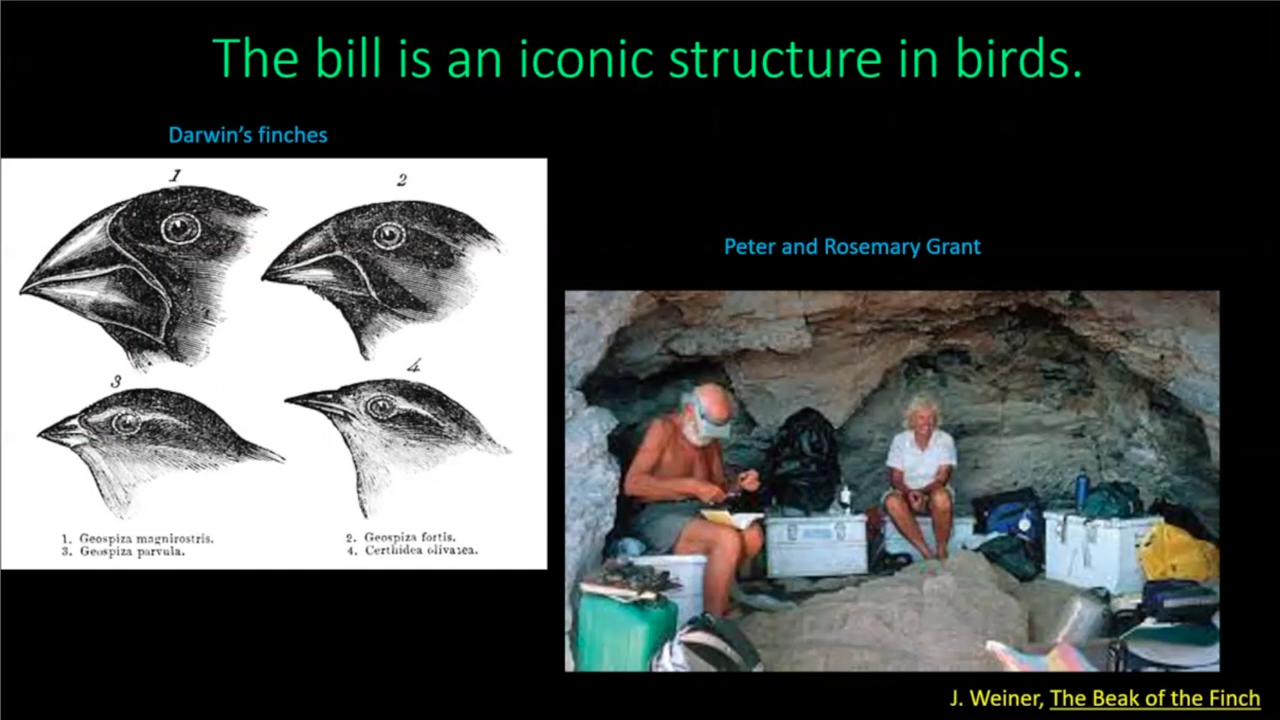 The bill is an iconic structure in birds.
Darwin's finches
1
2
Peter and Rosemary Grant
3
4
1. Geospiza magnirostris.
2. Geospiza fortis.
3. Geospiza parvula.
4. Certhidea olivacea.
J. Weiner, The Beak of the Finch